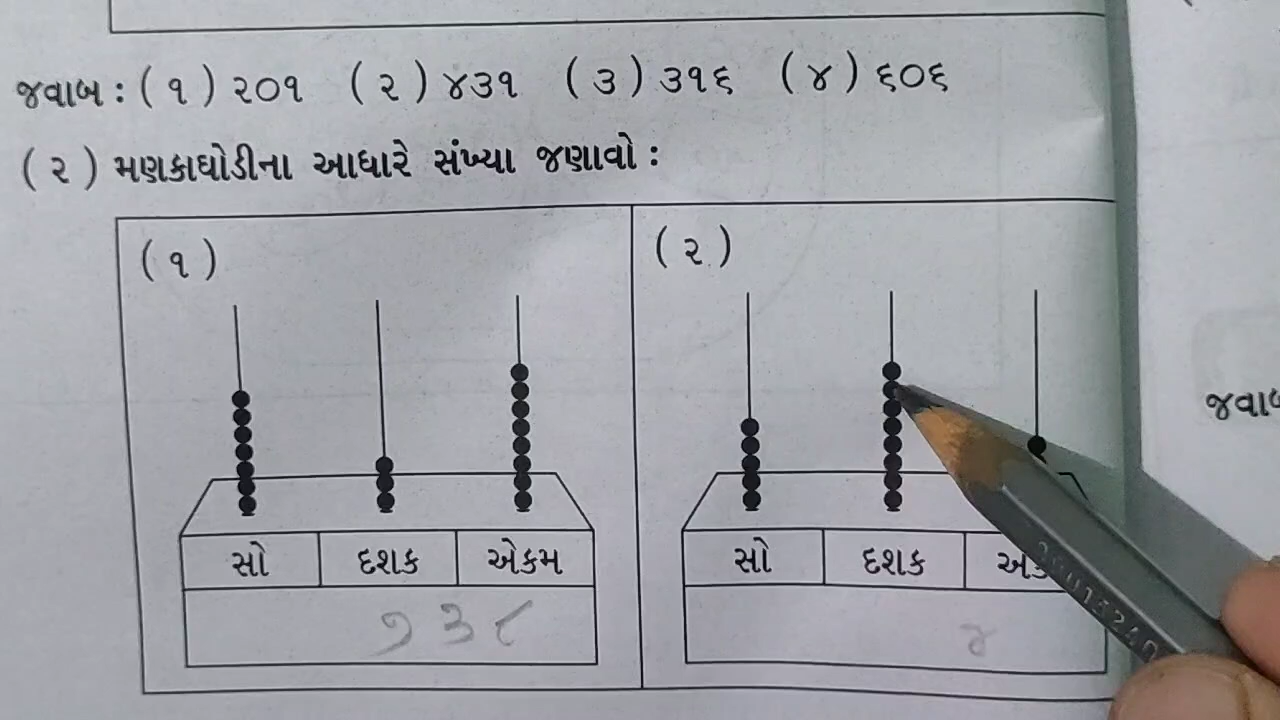 જવાબ : ( ૧ ) ૨૦૧ ( ૨ ) ૪૩૧ ( ૩ ) ૩૧૬ ( ૪ ) ૬૦૬
( ૨ ) મણકાઘોડીના આધારે સંખ્યા જણાવો :
( ૧ ) ( ૨ )
સો દશક એકમ સો દશક
૭૩૮ ૪